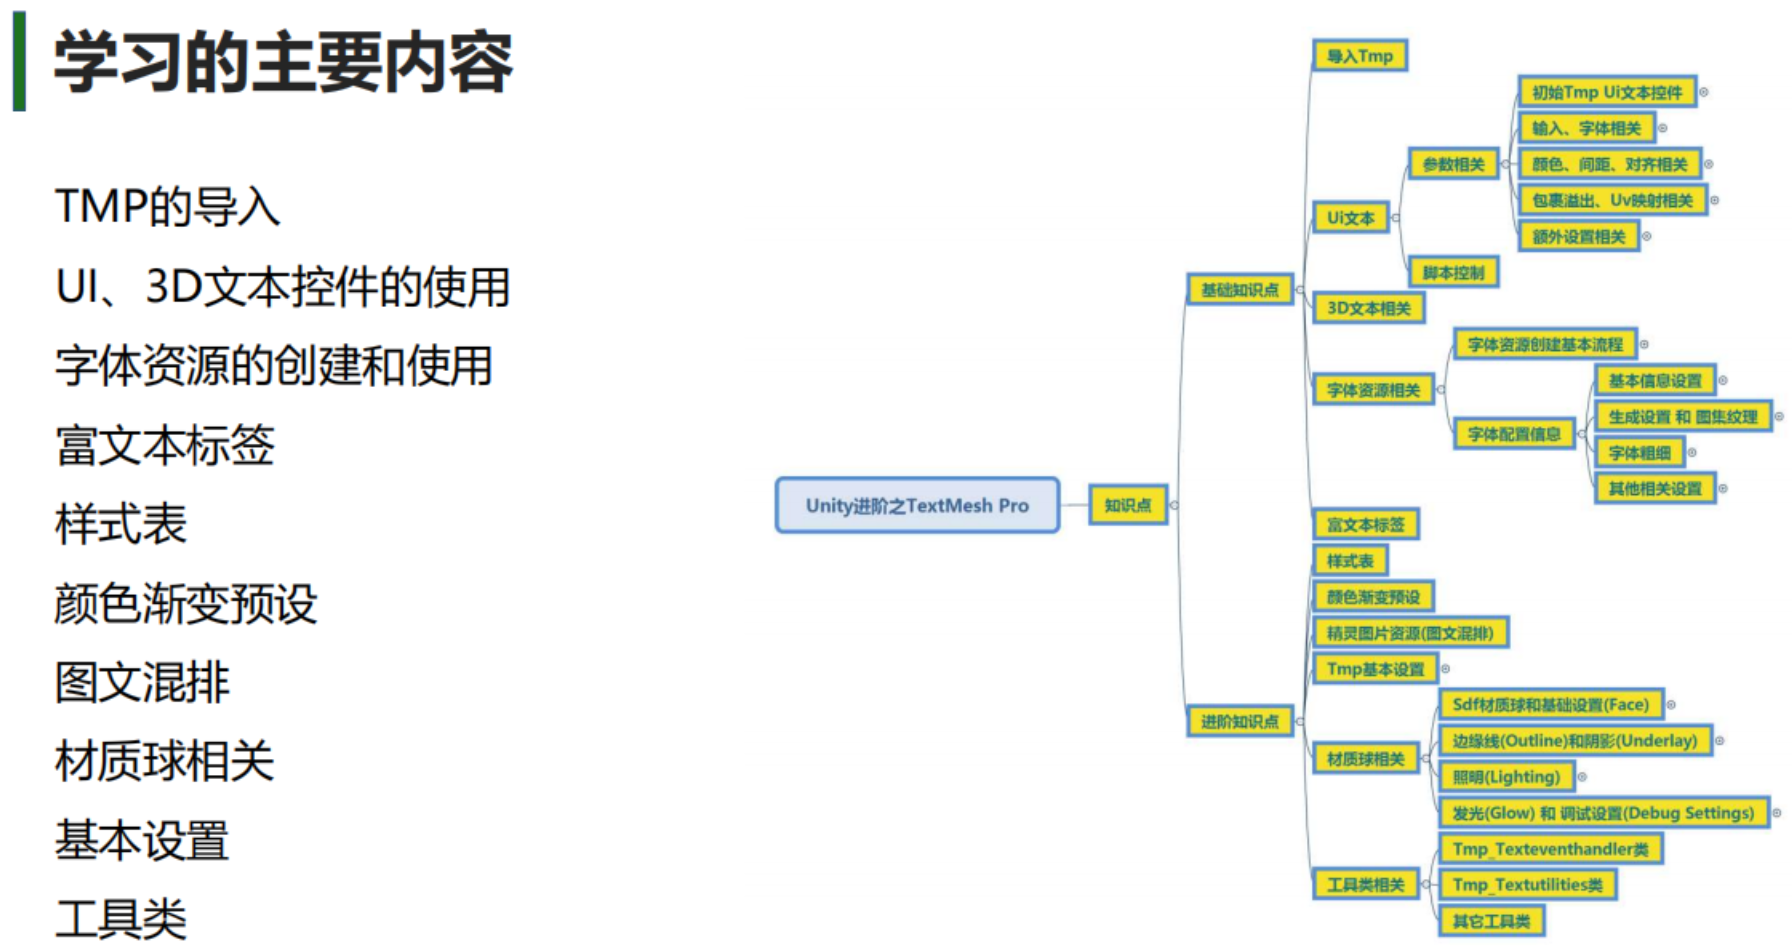 学习的主要内容
TMP的导入
UI、3D文本控件的使用
字体资源的创建和使用
富文本标签
样式表
颜色渐变预设
图文混排
材质球相关
基本设置
工具类
Unity进阶之TextMesh Pro
知识点
基础知识点
导入Tmp
Ui文本
参数相关
初始Tmp Ui文本控件
输入、字体相关
颜色、间距、对齐相关
包裹溢出、Uv映射相关
额外设置相关
脚本控制
3D文本相关
字体资源相关
字体资源创建基本流程
字体配置信息
基本信息设置
生成设置 和 图集纹理
字体粗细
其他相关设置
富文本标签
进阶知识点
样式表
颜色渐变预设
精灵图片资源(图文混排)
Tmp基本设置
材质球相关
Sdf材质球和基础设置(Face)
边缘线(Outline)和阴影(Underlay)
照明(Lighting)
发光(Glow) 和 调试设置(Debug Settings)
工具类相关
Tmp_Texteventhandler类
Tmp_Textutilities类
其它工具类